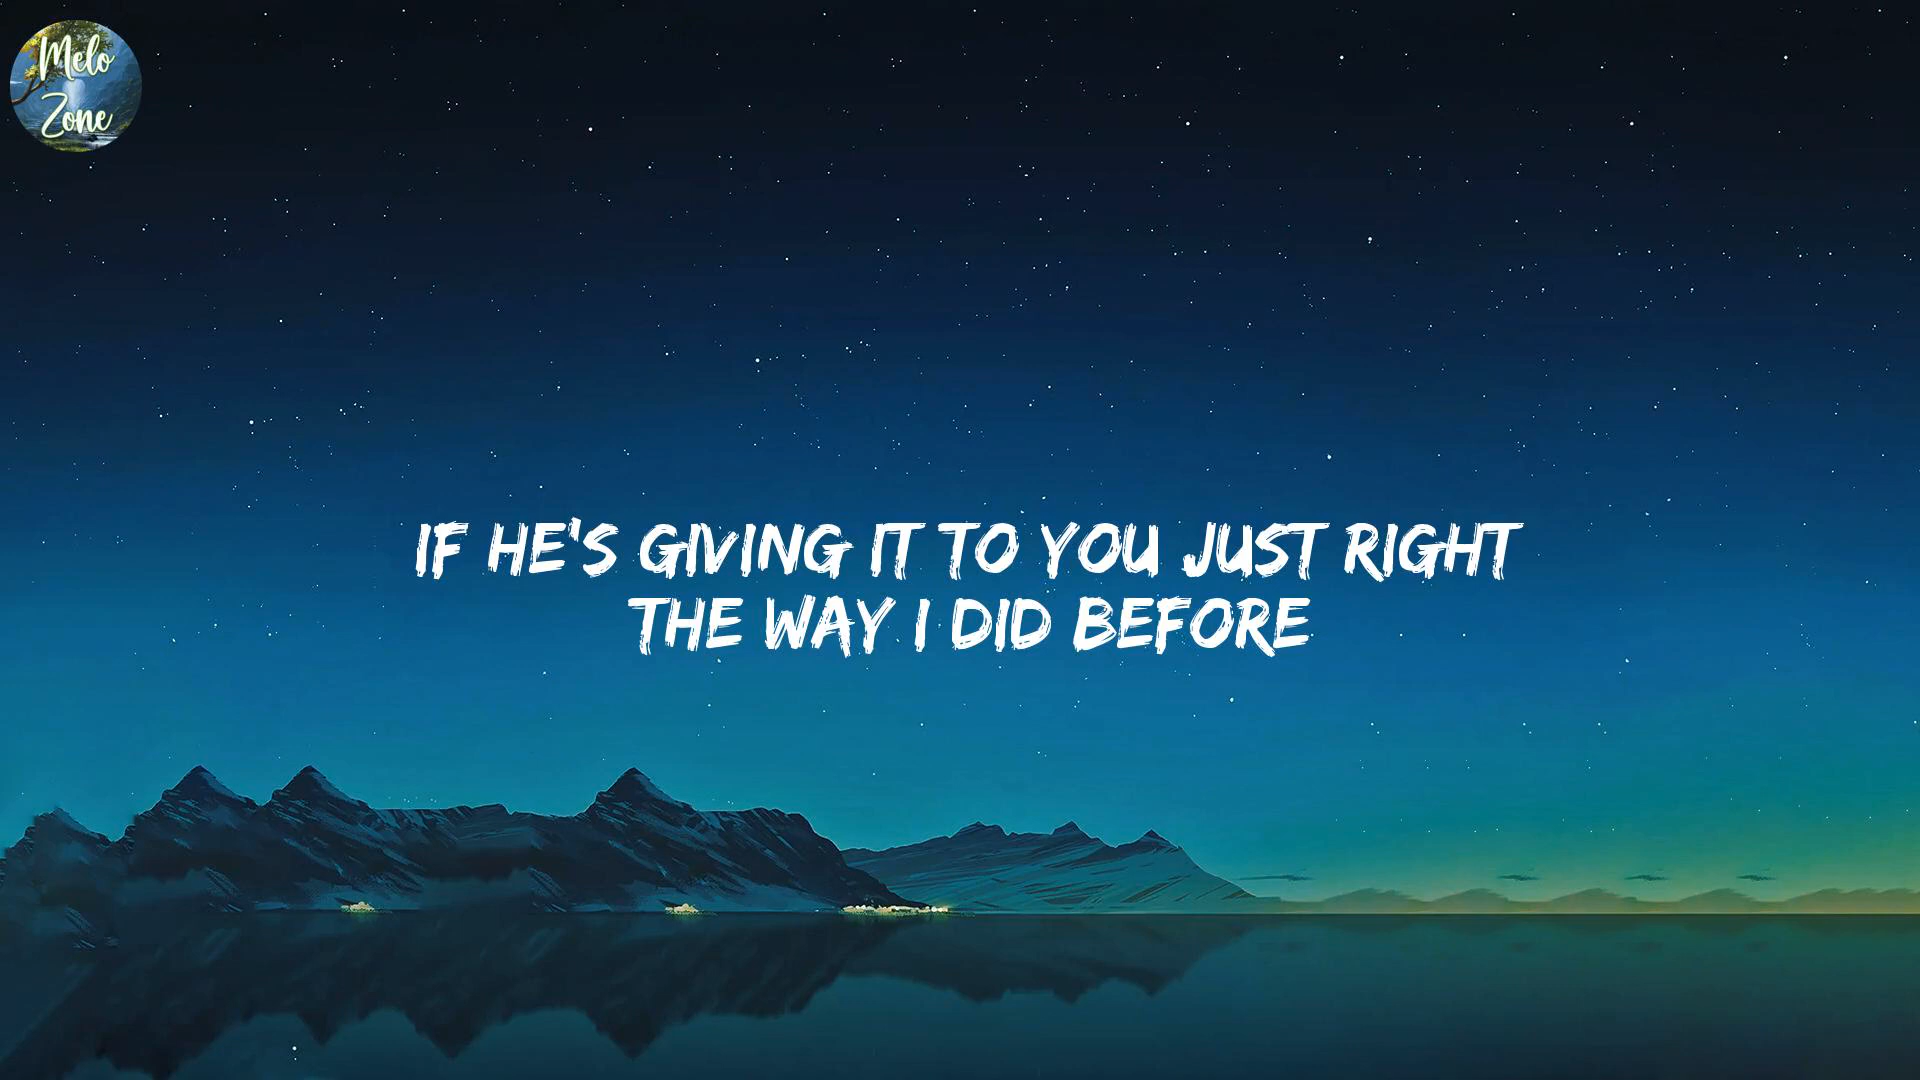 Melo
Zone
IF HE'S GIVING IT TO YOU JUST RIGHT
THE WAY I DID BEFORE